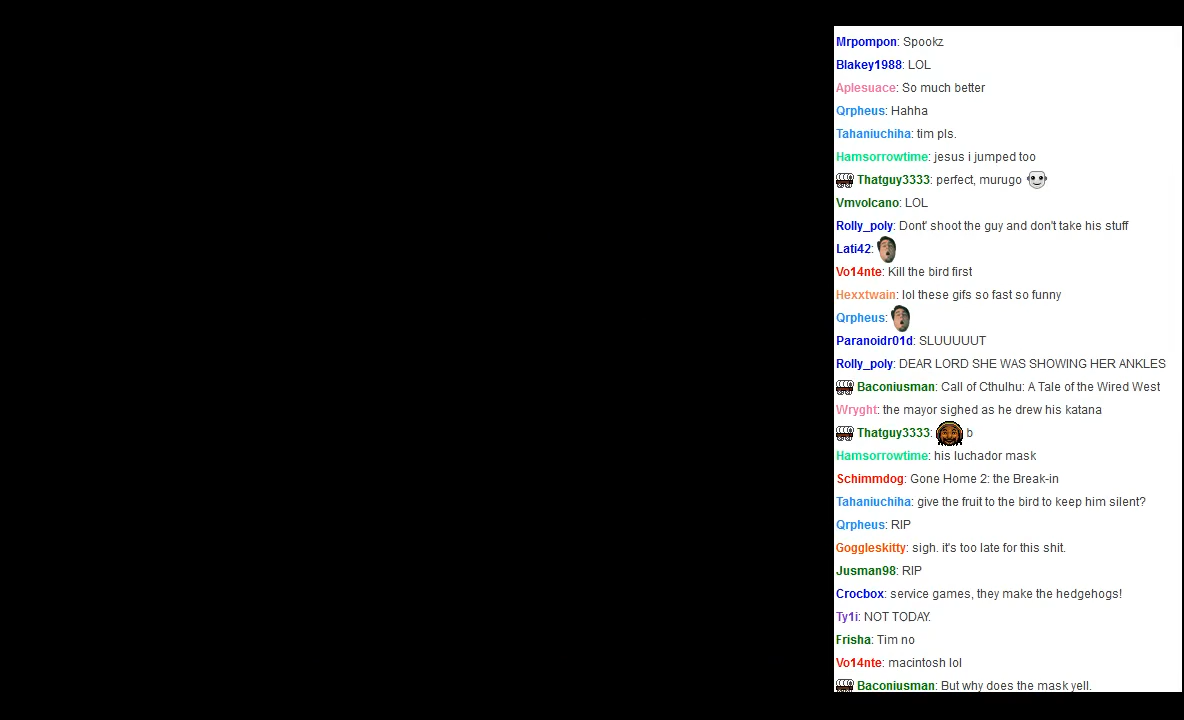 Mrpompon: Spookz
Blakey1988: LOL
Aplesuace: So much better
Qrpheus: Hahha
Tahaniuchiha: tim pls.
Hamsorrowtime: jesus i jumped too
Thatguy3333: perfect, murugo
Vmvolcano: LOL
Rolly_poly: Dont' shoot the guy and don't take his stuff
Lati42:
Vo14nte: Kill the bird first
Hexxtwain: lol these gifs so fast so funny
Qrpheus:
Paranoidr01d: SLUUUUUT
Rolly_poly: DEAR LORD SHE WAS SHOWING HER ANKLES
Baconiusman: Call of Cthulhu: A Tale of the Wired West
Wryght: the mayor sighed as he drew his katana
Thatguy3333: b
Hamsorrowtime: his luchador mask
Schimmdog: Gone Home 2: the Break-in
Tahaniuchiha: give the fruit to the bird to keep him silent?
Qrpheus: RIP
Goggleskitty: sigh. it's too late for this shit.
Jusman98: RIP
Crocbox: service games, they make the hedgehogs!
Ty1i: NOT TODAY.
Frisha: Tim no
Vo14nte: macintosh lol
Baconiusman: But why does the mask yell.